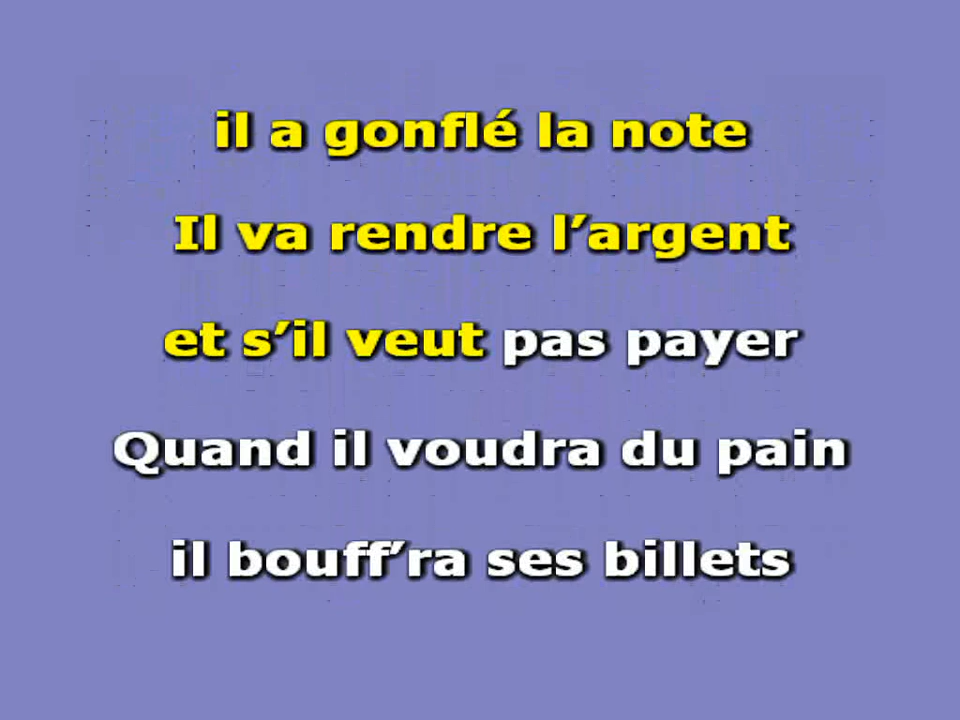 il a gonflé la note
Il va rendre l’argent
et s’il veut pas payer
Quand il voudra du pain
il bouff’ra ses billets